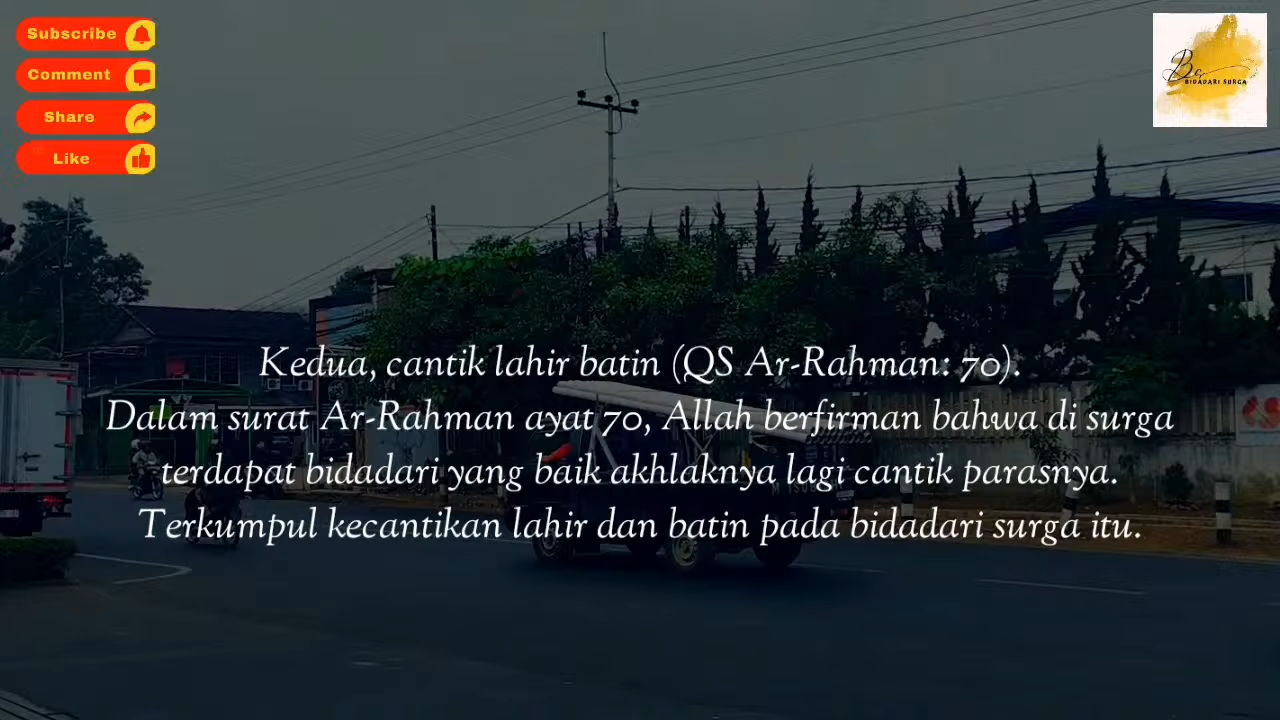 Subscribe
Comment
Share
Like
Bs
BIDADARI SURGA
Kedua, cantik lahir batin (QS Ar-Rahman: 70).
Dalam surat Ar-Rahman ayat 70, Allah berfirman bahwa di surga
terdapat bidadari yang baik akhlaknya lagi cantik parasnya.
Terkumpul kecantikan lahir dan batin pada bidadari surga itu.